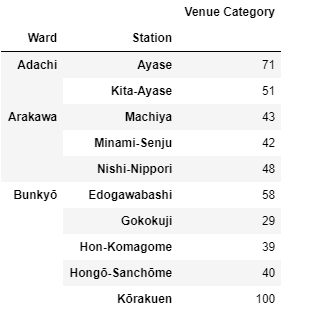 Venue Category
Ward Station
Adachi Ayase 71
Kita-Ayase 51
Arakawa Machiya 43
Minami-Senju 42
Nishi-Nippori 48
Bunkyō Edogawabashi 58
Gokokuji 29
Hon-Komagome 39
Hongō-Sanchōme 40
Kōrakuen 100